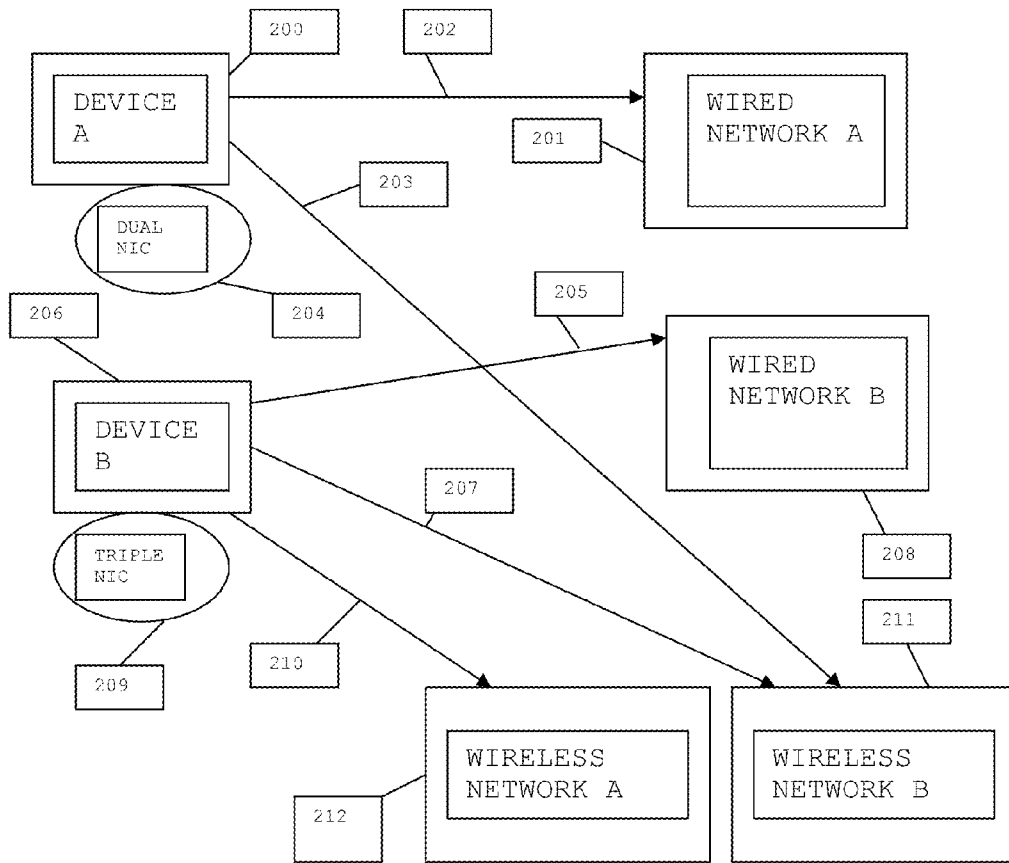 200
202
DEVICE
A
WIRED
NETWORK A
201
203
DUAL
NIC
206
204
205
DEVICE
B
WIRED
NETWORK B
207
TRIPLE
NIC
208
209
210
211
WIRELESS
NETWORK A
WIRELESS
NETWORK B
212